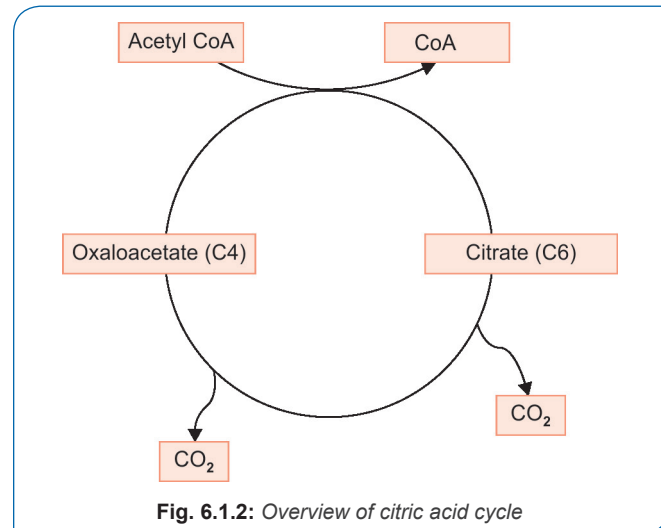 Acetyl CoA
CoA
Oxaloacetate (C4)
Citrate (C6)
CO₂
CO₂
Fig. 6.1.2: Overview of citric acid cycle